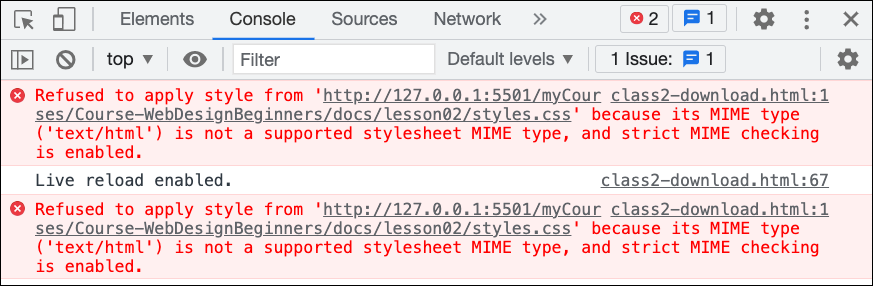 Elements Console Sources Network » 2 1
top ▼ Filter Default levels ▼ 1 Issue: 1
Refused to apply style from 'http://127.0.0.1:5501/myCour class2-download.html:1
ses/Course-WebDesignBeginners/docs/lesson02/styles.css' because its MIME type
('text/html') is not a supported stylesheet MIME type, and strict MIME checking
is enabled.
Live reload enabled. class2-download.html:67
Refused to apply style from 'http://127.0.0.1:5501/myCour class2-download.html:1
ses/Course-WebDesignBeginners/docs/lesson02/styles.css' because its MIME type
('text/html') is not a supported stylesheet MIME type, and strict MIME checking
is enabled.